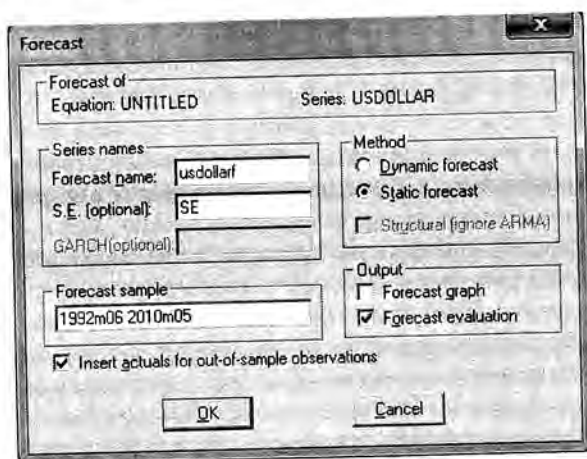 Forecast
X
Forecast of
Equation: UNTITLED Series: USDOLLAR
Series names
Forecast name: usdollarf
S.E. (optional): SE
GARCH(optional):
Method
Dynamic forecast
Static forecast
Structural (ignore ARMA)
Forecast sample
1992m06 2010m05
Output
Forecast graph
Forecast evaluation
Insert actuals for out-of-sample observations
OK Cancel